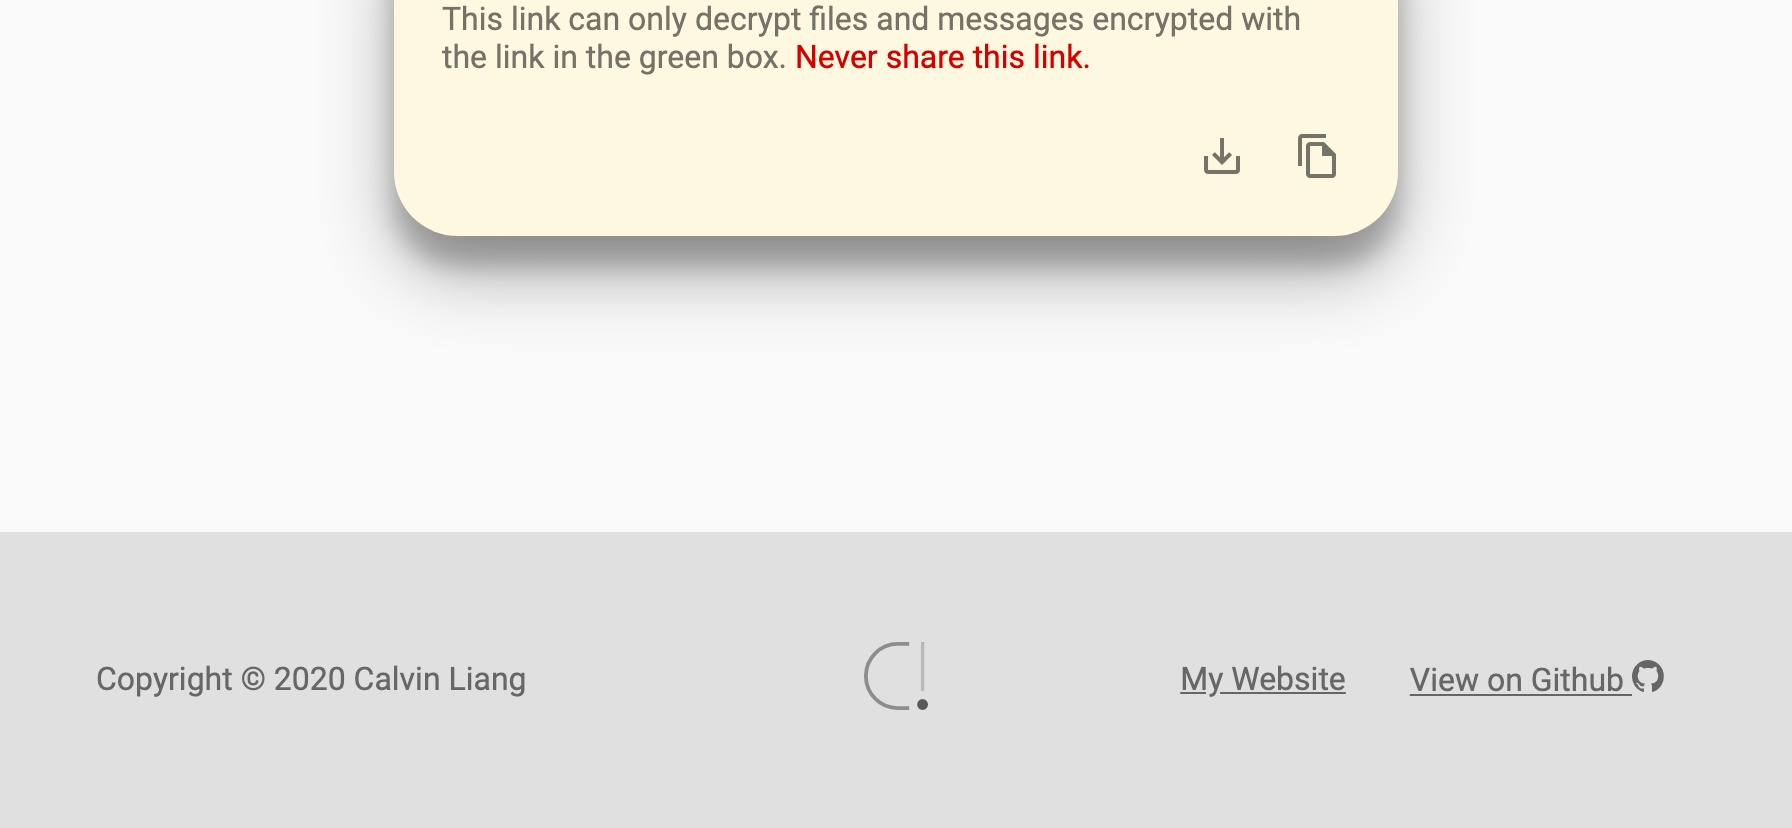 This link can only decrypt files and messages encrypted with
the link in the green box. Never share this link.
Copyright © 2020 Calvin Liang
My Website
View on Github